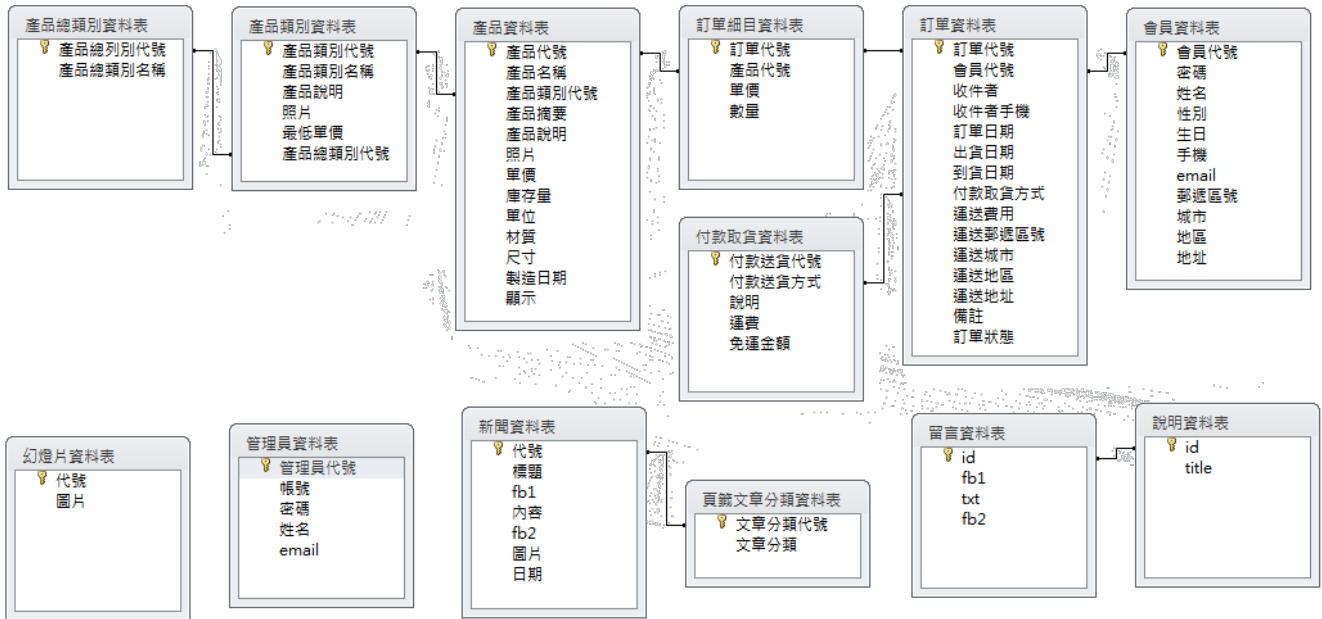 產品總類別資料表
產品總列別代號
產品總類別名稱
產品類別資料表
產品類別代號
產品類別名稱
產品說明
照片
最低單價
產品總類別代號
產品資料表
產品代號
產品名稱
產品類別代號
產品摘要
產品說明
照片
單價
庫存量
單位
材質
尺寸
製造日期
顯示
訂單細目資料表
訂單代號
產品代號
單價
數量
訂單資料表
訂單代號
會員代號
收件者
收件者手機
訂單日期
出貨日期
到貨日期
付款取貨方式
運送費用
運送郵遞區號
運送城市
運送地區
運送地址
備註
訂單狀態
會員資料表
會員代號
密碼
姓名
性別
生日
手機
email
郵遞區號
城市
地區
地址
付款取貨資料表
付款送貨代號
付款送貨方式
說明
運費
免運金額
幻燈片資料表
代號
圖片
管理員資料表
管理員代號
帳號
密碼
姓名
email
新聞資料表
代號
標題
fb1
內容
fb2
圖片
日期
頁籤文章分類資料表
文章分類代號
文章分類
留言資料表
id
fb1
txt
fb2
說明資料表
id
title